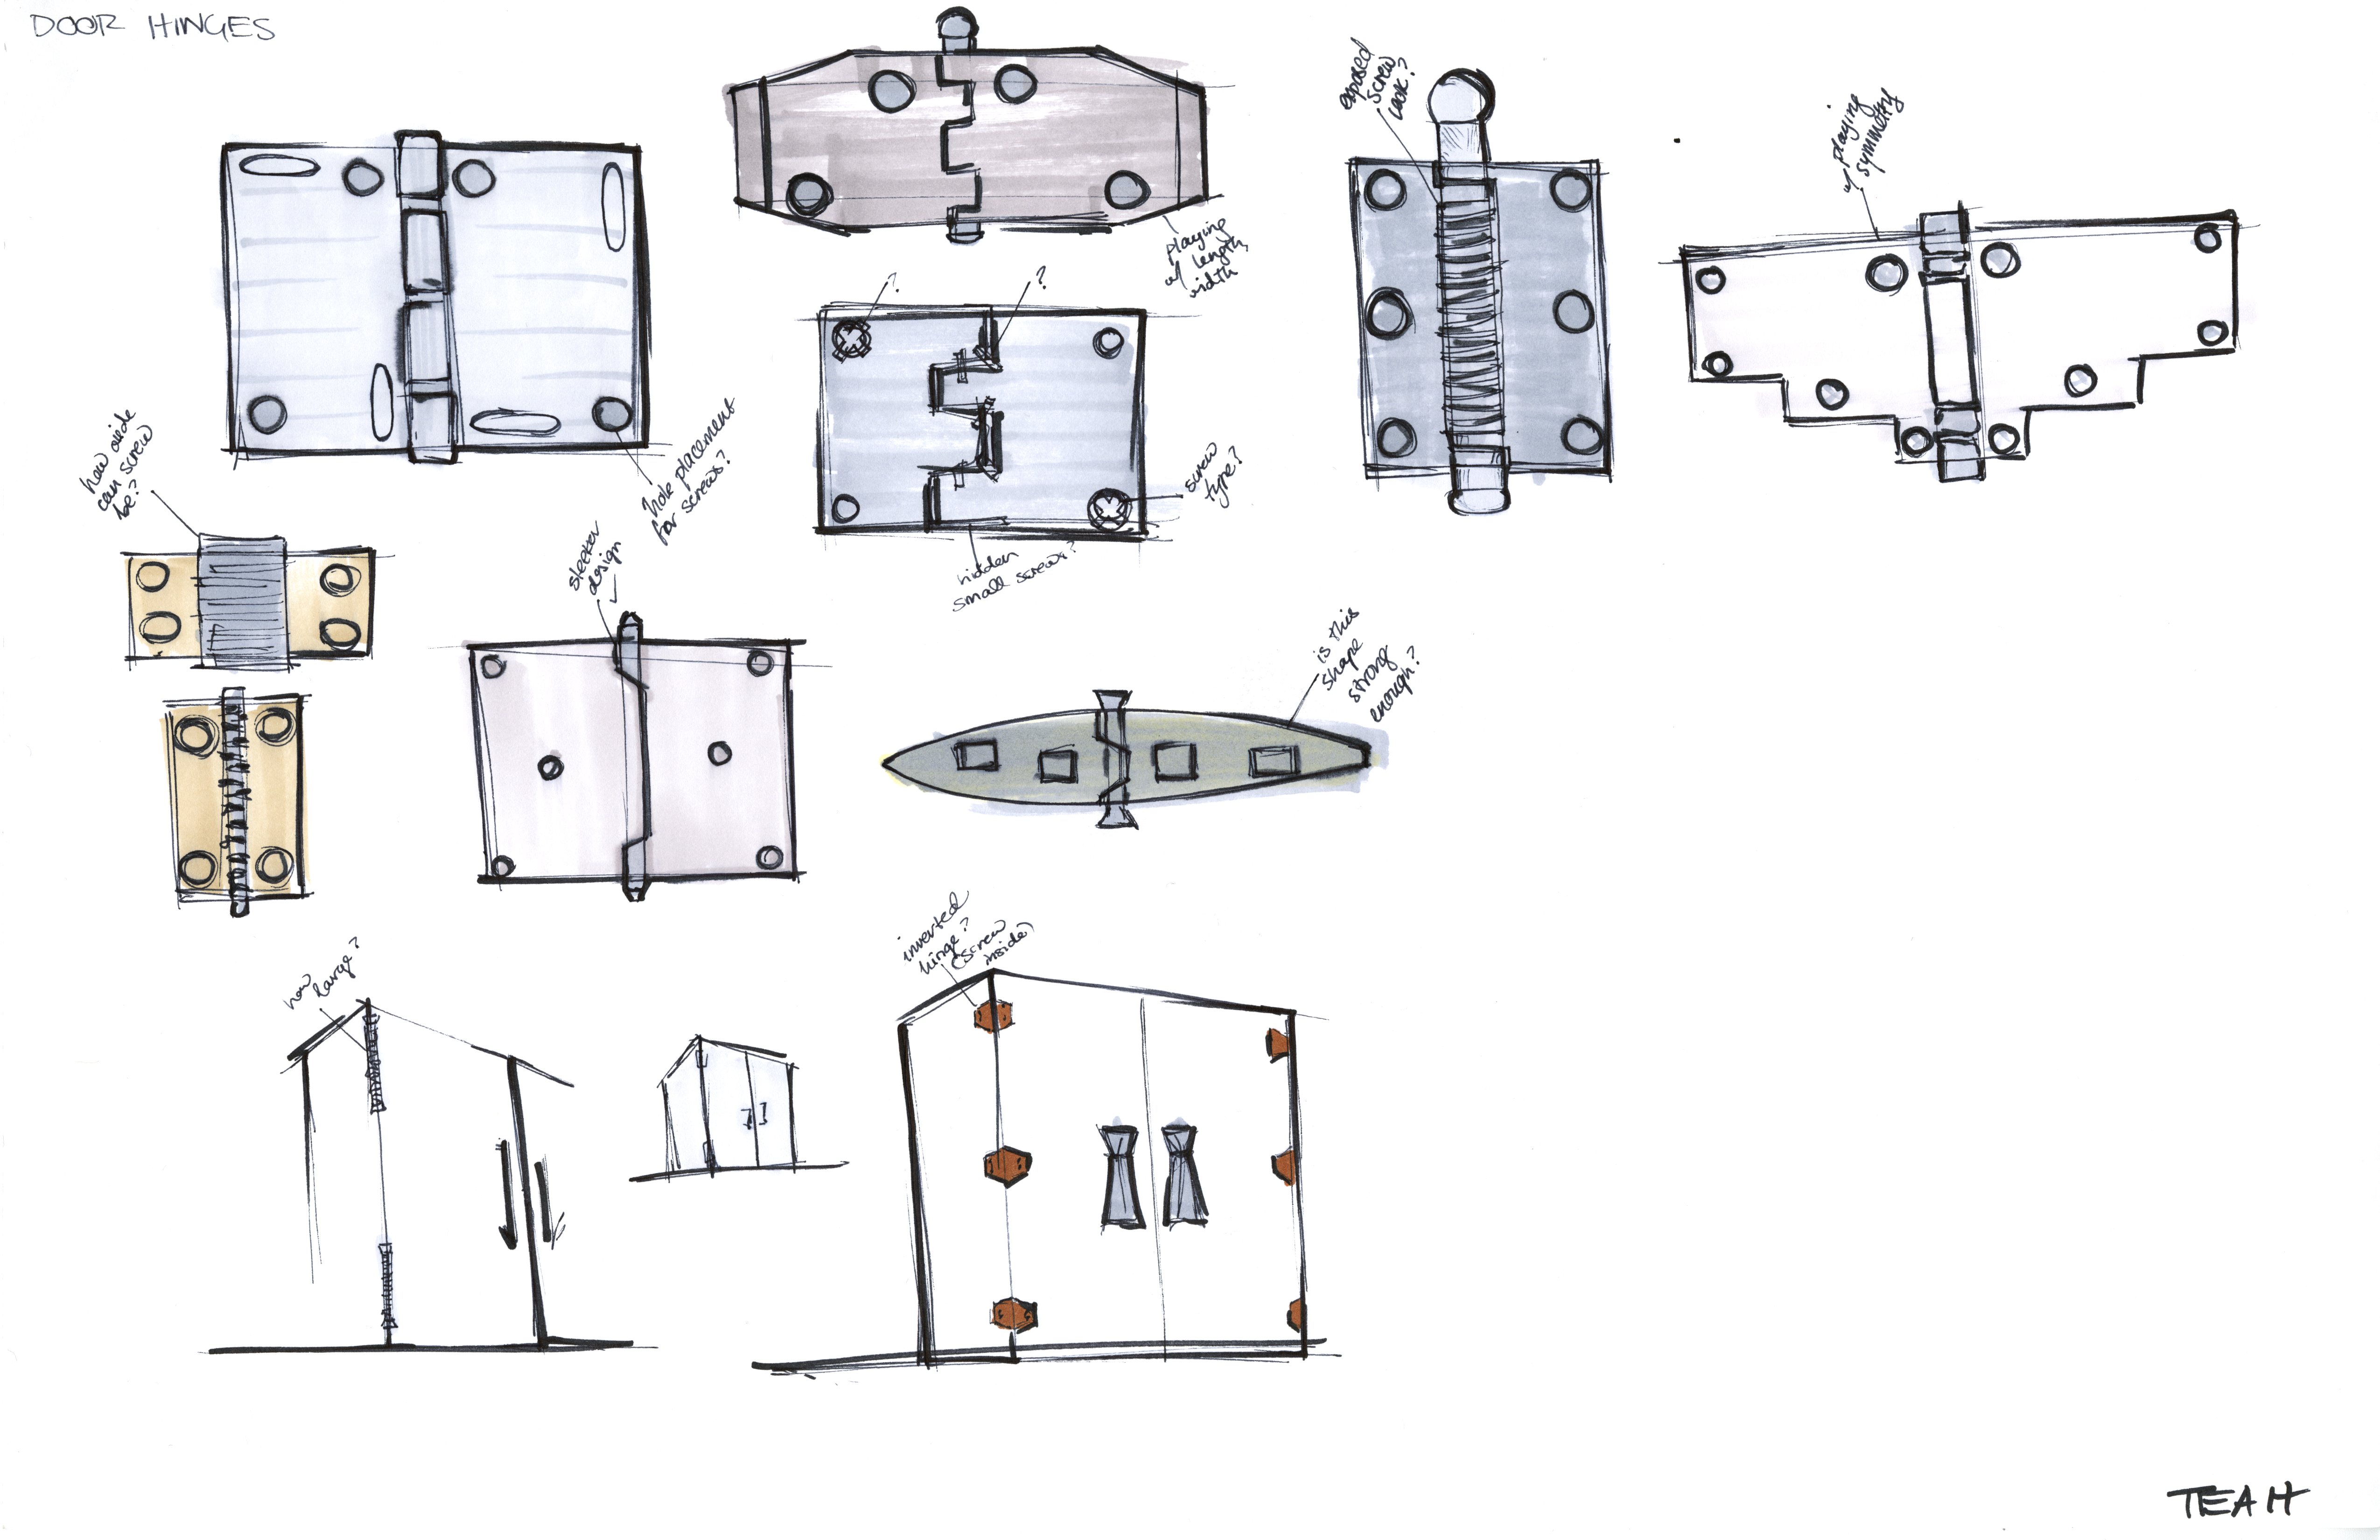 DOOR HINGES
exposed
screw
look?
w/ playing
symmetry
playing
w/ length,
width
?
?
how wide
can screw
be?
hole placement
for screws?
screw
type?
sleeker
design
hidden
small screws?
is this
shape
strong
enough?
inverted
hinge?
(screw
inside)
how
large?
TEAH